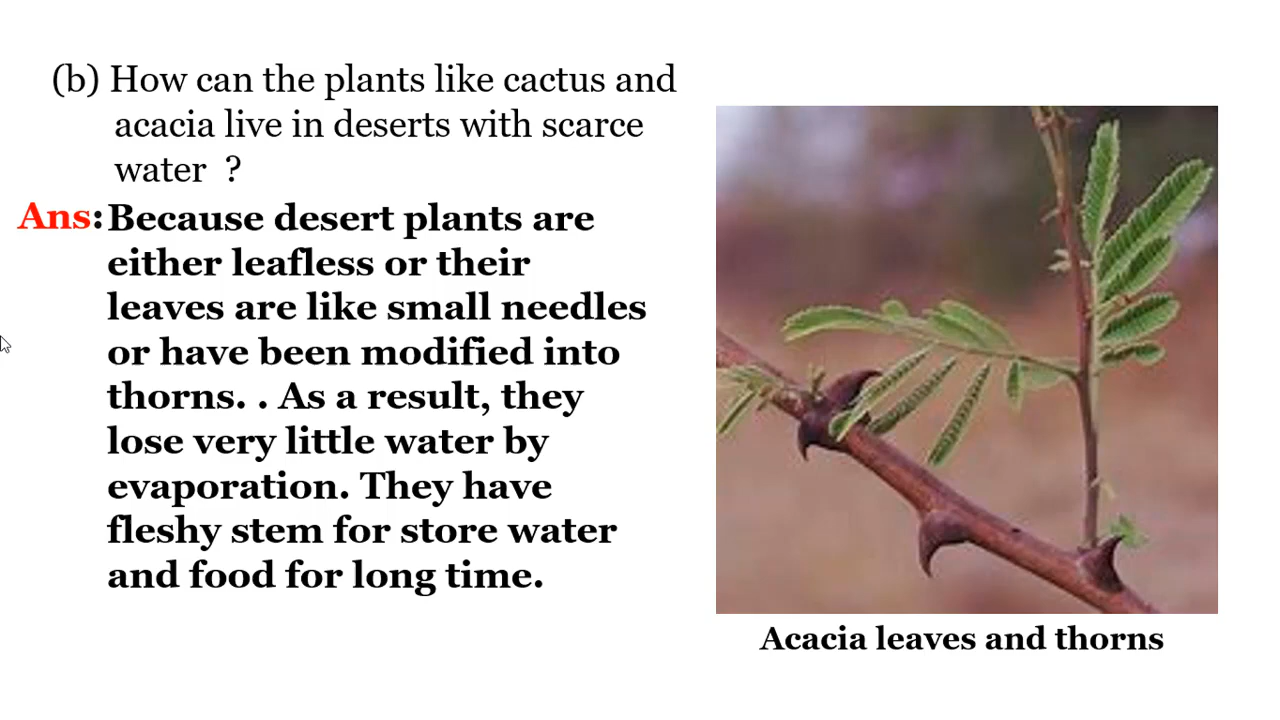 (b) How can the plants like cactus and
acacia live in deserts with scarce
water ?
Ans: Because desert plants are
either leafless or their
leaves are like small needles
or have been modified into
thorns. . As a result, they
lose very little water by
evaporation. They have
fleshy stem for store water
and food for long time.
Acacia leaves and thorns